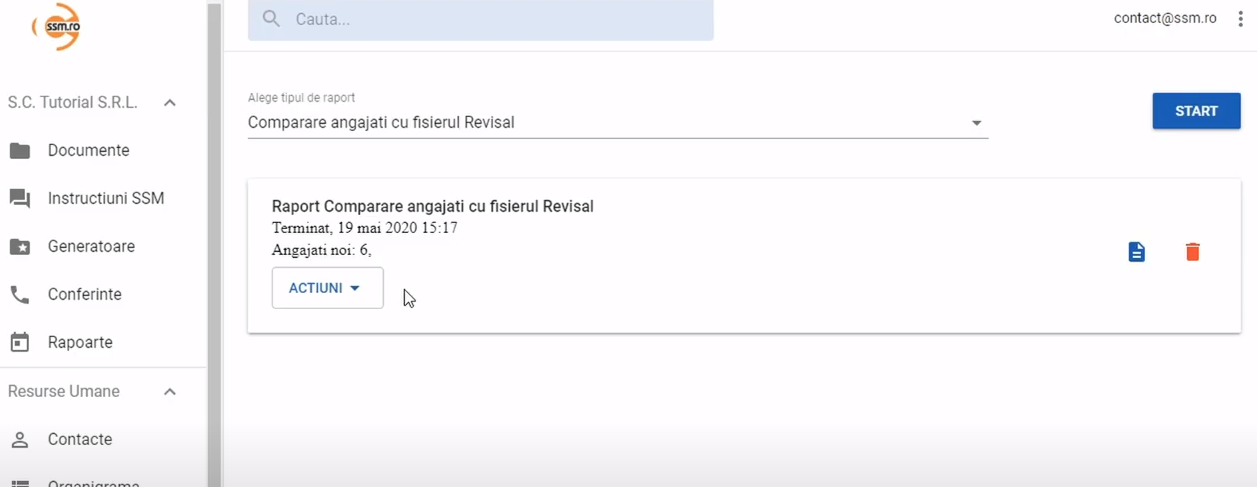 ssm.ro
Cauta...
contact@ssm.ro
S.C. Tutorial S.R.L.
Documente
Instructiuni SSM
Generatoare
Conferinte
Rapoarte
Resurse Umane
Contacte
Organigrame
Alege tipul de raport
Comparare angajati cu fisierul Revisal
START
Raport Comparare angajati cu fisierul Revisal
Terminat, 19 mai 2020 15:17
Angajati noi: 6,
ACTIUNI